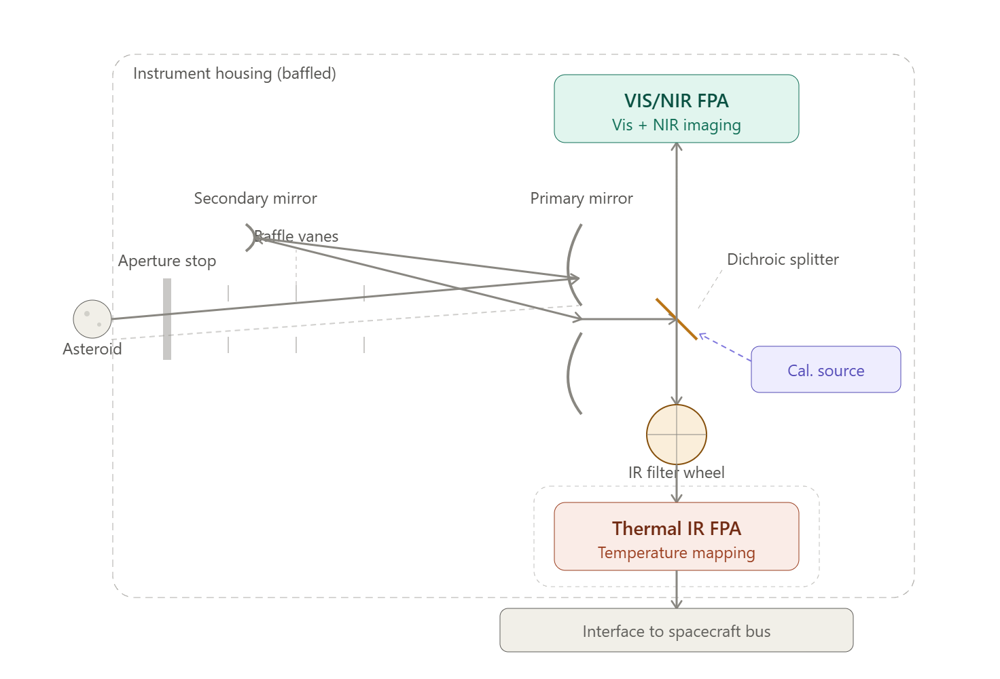 Instrument housing (baffled)
VIS/NIR FPA
Vis + NIR imaging
Secondary mirror
Primary mirror
Baffle vanes
Aperture stop
Dichroic splitter
Asteroid
Cal. source
IR filter wheel
Thermal IR FPA
Temperature mapping
Interface to spacecraft bus